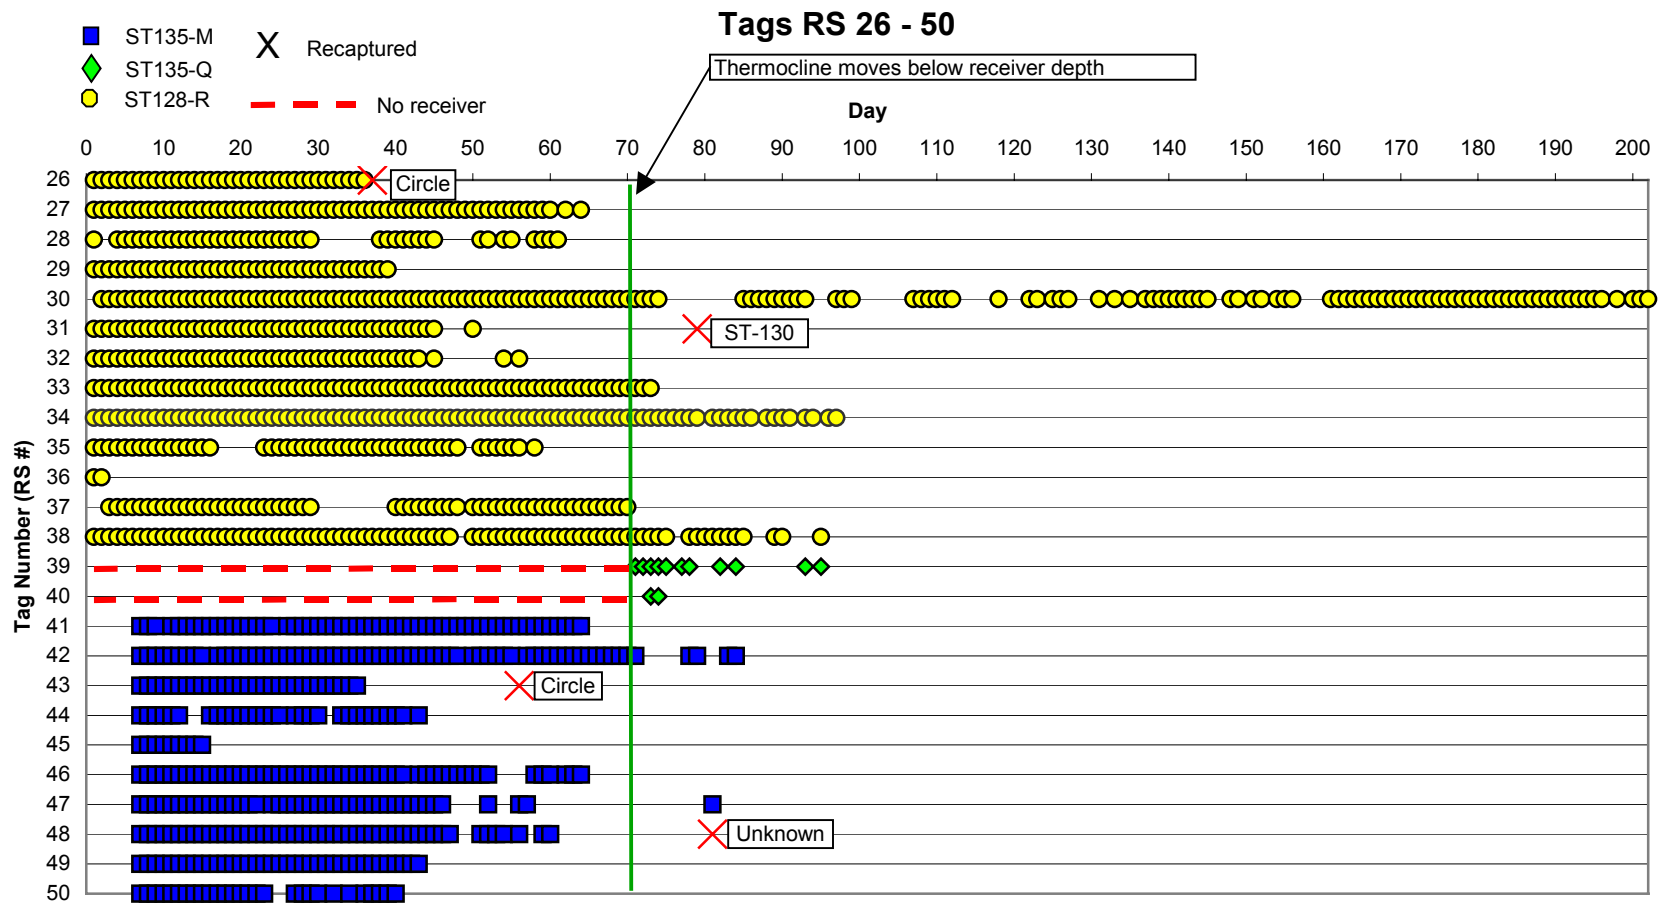 Tags RS 26 - 50
ST135-M
X Recaptured
ST135-Q
ST128-R
No receiver
Thermocline moves below receiver depth
Day
0 10 20 30 40 50 60 70 80 90 100 110 120 130 140 150 160 170 180 190 200
Tag Number (RS #)
26 Circle
27
28
29
30
31 ST-130
32
33
34
35
36
37
38
39
40
41
42
43 Circle
44
45
46
47
48 Unknown
49
50